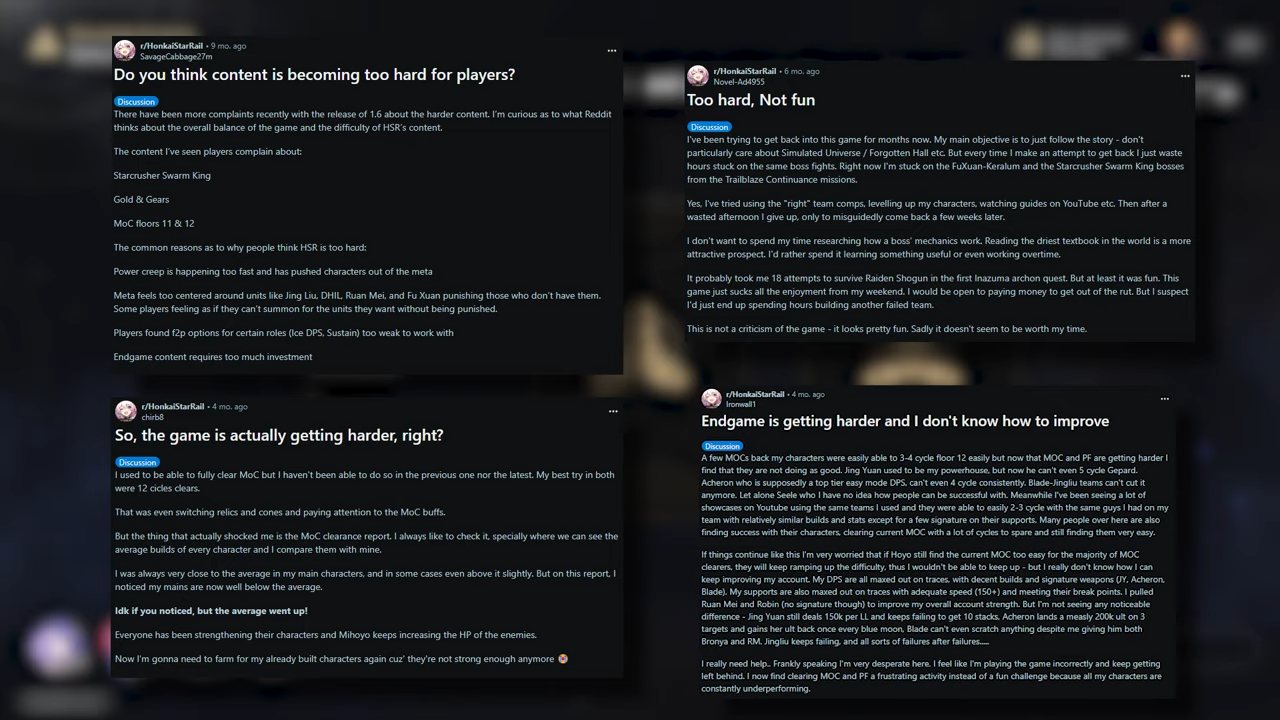 r/HonkaiStarRail • 9 mo. ago
SavageCabbage27m
Do you think content is becoming too hard for players?
Discussion
There have been more complaints recently with the release of 1.6 about the harder content. I'm curious as to what Reddit
thinks about the overall balance of the game and the difficulty of HSR's content.
The content I've seen players complain about:
Starcrusher Swarm King
Gold & Gears
MoC floors 11 & 12
The common reasons as to why people think HSR is too hard:
Power creep is happening too fast and has pushed characters out of the meta
Meta feels too centered around units like Jing Liu, DHIL, Ruan Mei, and Fu Xuan punishing those who don't have them.
Some players feeling as if they can't summon for the units they want without being punished.
Players found f2p options for certain roles (Ice DPS, Sustain) too weak to work with
Endgame content requires too much investment
r/HonkaiStarRail • 6 mo. ago
Novel-Ad4955
Too hard, Not fun
Discussion
I've been trying to get back into this game for months now. My main objective is to just follow the story - don't
particularly care about Simulated Universe / Forgotten Hall etc. But every time I make an attempt to get back I just waste
hours stuck on the same boss fights. Right now I'm stuck on the FuXuan-Keralum and the Starcrusher Swarm King bosses
from the Trailblaze Continuance missions.
Yes, I've tried using the "right" team comps, levelling up my characters, watching guides on YouTube etc. Then after a
wasted afternoon I give up, only to misguidedly come back a few weeks later.
I don't want to spend my time researching how a boss' mechanics work. Reading the driest textbook in the world is a more
attractive prospect. I'd rather spend it learning something useful or even working overtime.
It probably took me 18 attempts to survive Raiden Shogun in the first Inazuma archon quest. But at least it was fun. This
game just sucks all the enjoyment from my weekend. I would be open to paying money to get out of the rut. But I suspect
I'd just end up spending hours building another failed team.
This is not a criticism of the game - it looks pretty fun. Sadly it doesn't seem to be worth my time.
r/HonkaiStarRail • 4 mo. ago
chirb8
So, the game is actually getting harder, right?
Discussion
I used to be able to fully clear MoC but I haven't been able to do so in the previous one nor the latest. My best try in both
were 12 cicles clears.
That was even switching relics and cones and paying attention to the MoC buffs.
But the thing that actually shocked me is the MoC clearance report. I always like to check it, specially where we can see the
average builds of every character and I compare them with mine.
I was always very close to the average in my main characters, and in some cases even above it slightly. But on this report, I
noticed my mains are now well below the average.
Idk if you noticed, but the average went up!
Everyone has been strengthening their characters and Mihoyo keeps increasing the HP of the enemies.
Now I'm gonna need to farm for my already built characters again cuz' they're not strong enough anymore
r/HonkaiStarRail • 4 mo. ago
Ironwall1
Endgame is getting harder and I don't know how to improve
Discussion
A few MOCs back my characters were easily able to 3-4 cycle floor 12 easily but now that MOC and PF are getting harder I
find that they are not doing as good. Jing Yuan used to be my powerhouse, but now he can't even 5 cycle Gepard.
Acheron who is supposedly a top tier easy mode DPS, can't even 4 cycle consistently. Blade-Jingliu teams can't cut it
anymore. Let alone Seele who I have no idea how people can be successful with. Meanwhile I've been seeing a lot of
showcases on Youtube using the same teams I used and they were able to easily 2-3 cycle with the same guys I had on my
team with relatively similar builds and stats except for a few signature on their supports. Many people over here are also
finding success with their characters, clearing current MOC with a lot of cycles to spare and still finding them very easy.
If things continue like this I'm very worried that if Hoyo still find the current MOC too easy for the majority of MOC
clearers, they will keep ramping up the difficulty, thus I wouldn't be able to keep up - but I really don't know how I can
keep improving my account. My DPS are all maxed out on traces, with decent builds and signature weapons (JY, Acheron,
Blade). My supports are also maxed out on traces with adequate speed (150+) and meeting their break points. I pulled
Ruan Mei and Robin (no signature though) to improve my overall account strength. But I'm not seeing any noticeable
difference - Jing Yuan still deals 150k per LL and keeps failing to get 10 stacks, Acheron lands a measly 200k ult on 3
targets and gains her ult back once every blue moon, Blade can't even scratch anything despite me giving him both
Bronya and RM. Jingliu keeps failing, and all sorts of failures after failures.....
I really need help.. Frankly speaking I'm very desperate here. I feel like I'm playing the game incorrectly and keep getting
left behind. I now find clearing MOC and PF a frustrating activity instead of a fun challenge because all my characters are
constantly underperforming.